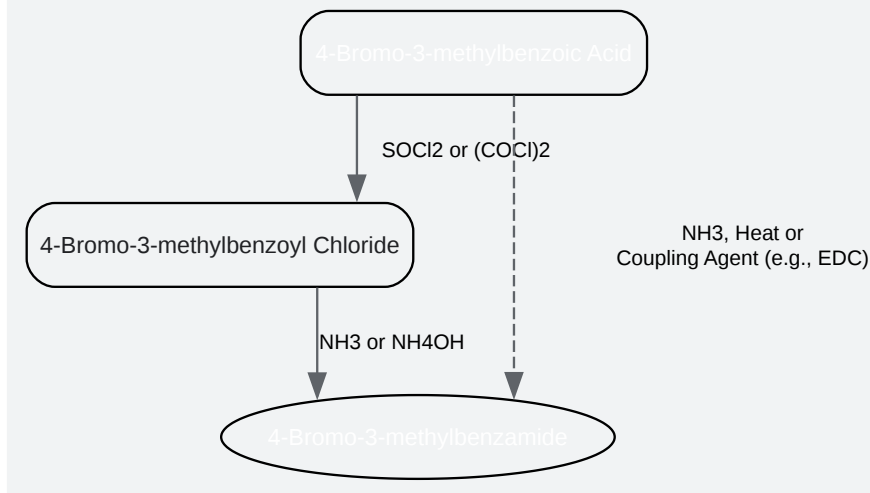 4-Bromo-3-methylbenzoic Acid
SOCl2 or (COCl)2
4-Bromo-3-methylbenzoyl Chloride
NH3, Heat or
Coupling Agent (e.g., EDC)
NH3 or NH4OH
4-Bromo-3-methylbenzamide